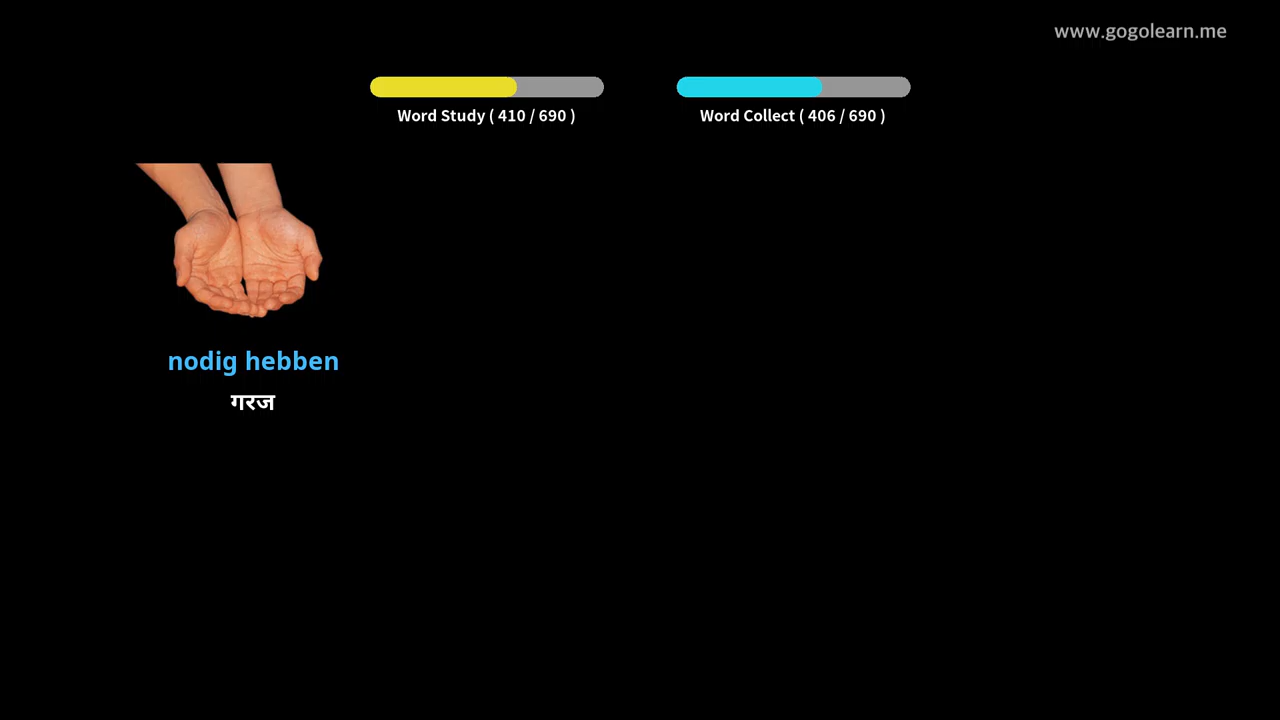 www.gogolearn.me
Word Study ( 410 / 690 )
Word Collect ( 406 / 690 )
nodig hebben
गरज